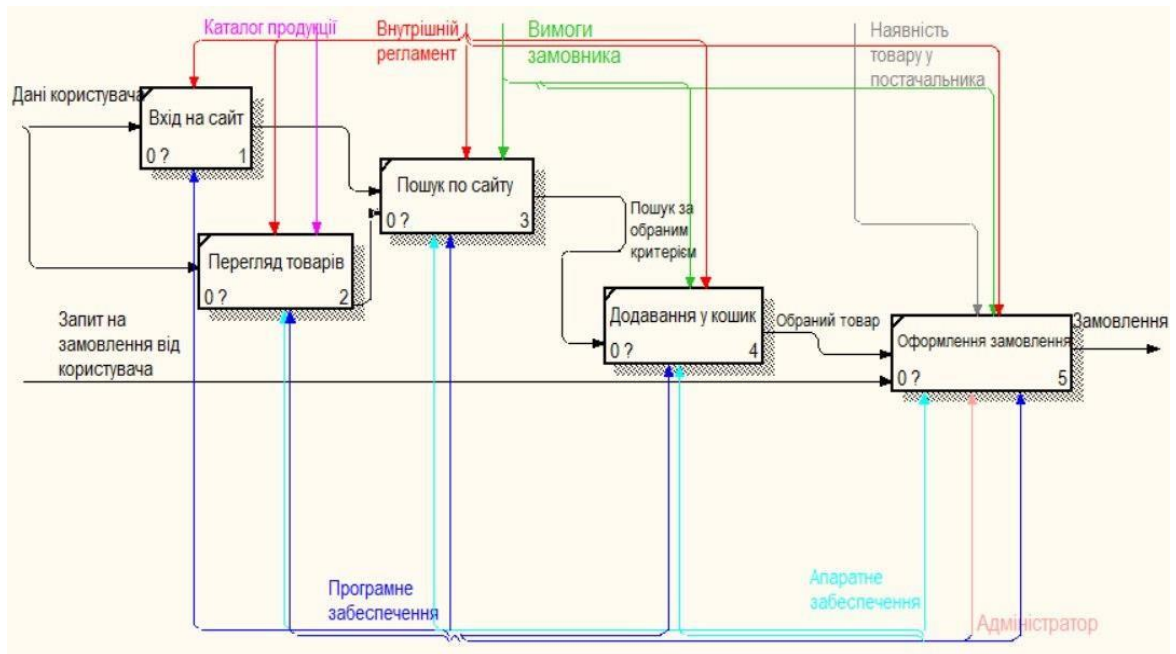 Каталог продукції
Внутрішній
регламент
Вимоги
замовника
Наявність
товару у
постачальника
Дані користувача
Вхід на сайт
0 ?
1
Пошук по сайту
0 ?
3
Пошук за
обраним
критерієм
Перегляд товарів
0 ?
2
Запит на
замовлення від
користувача
Додавання у кошик
0 ?
4
Обраний товар
Оформлення замовлення
0 ?
5
Замовлення
Програмне
забеспечення
Апаратне
забеспечення
Адміністратор